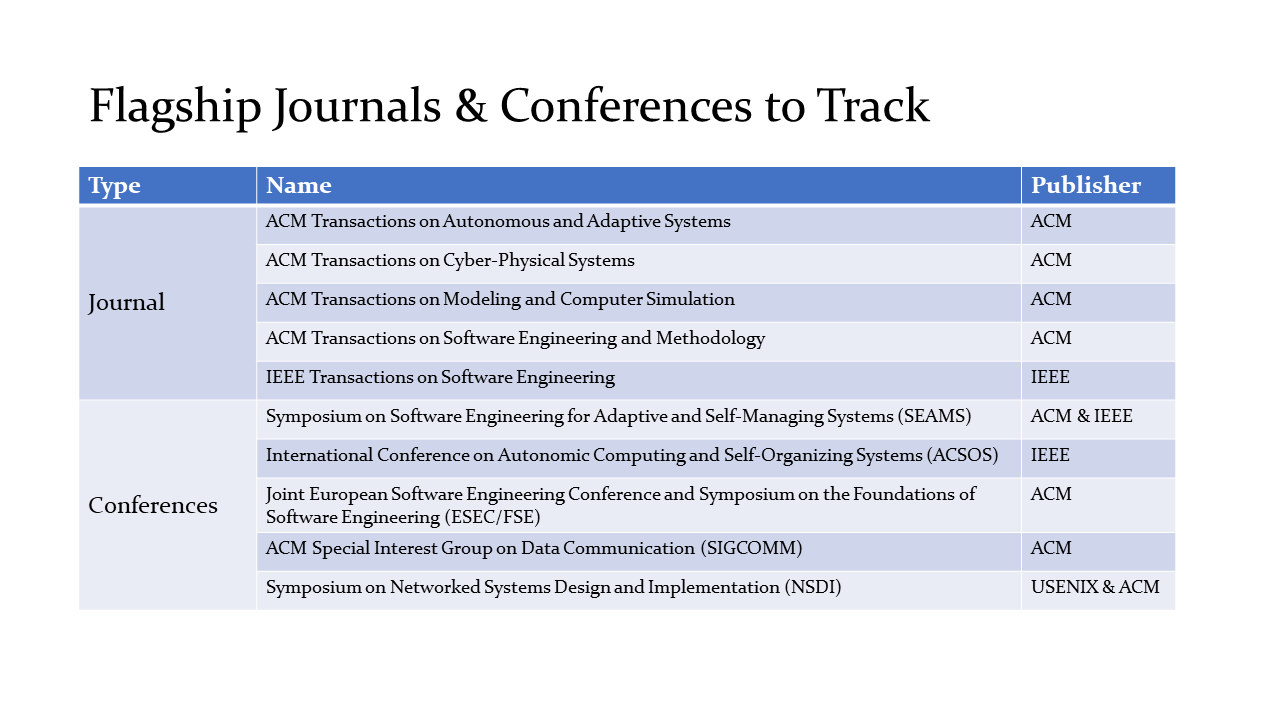 Flagship Journals & Conferences to Track
Type Name Publisher
Journal
ACM Transactions on Autonomous and Adaptive Systems ACM
ACM Transactions on Cyber-Physical Systems ACM
ACM Transactions on Modeling and Computer Simulation ACM
ACM Transactions on Software Engineering and Methodology ACM
IEEE Transactions on Software Engineering IEEE
Conferences
Symposium on Software Engineering for Adaptive and Self-Managing Systems (SEAMS) ACM & IEEE
International Conference on Autonomic Computing and Self-Organizing Systems (ACSOS) IEEE
Joint European Software Engineering Conference and Symposium on the Foundations of ACM
Software Engineering (ESEC/FSE)
ACM Special Interest Group on Data Communication (SIGCOMM) ACM
Symposium on Networked Systems Design and Implementation (NSDI) USENIX & ACM